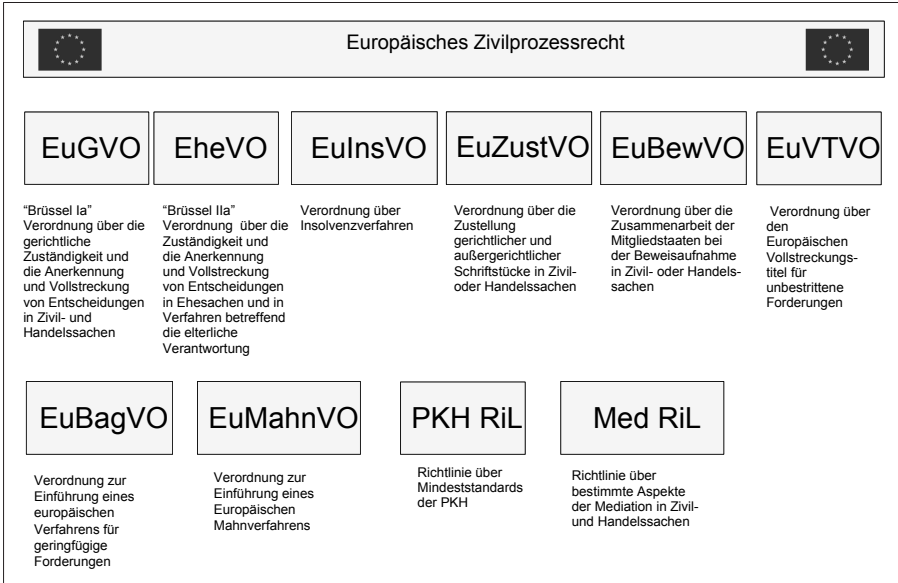 Europäisches Zivilprozessrecht
EuGVO
EheVO
EuInsVO
EuZustVO
EuBewVO
EuVTVO
“Brüssel Ia”
Verordnung über die
gerichtliche
Zuständigkeit und
die Anerkennung
und Vollstreckung
von Entscheidungen
in Zivil- und
Handelssachen
“Brüssel IIa”
Verordnung über die
Zuständigkeit und
die Anerkennung
und Vollstreckung
von Entscheidungen
in Ehesachen und in
Verfahren betreffend
die elterliche
Verantwortung
Verordnung über
Insolvenzverfahren
Verordnung über die
Zustellung
gerichtlicher und
außergerichtlicher
Schriftstücke in Zivil-
oder Handelssachen
Verordnung über die
Zusammenarbeit der
Mitgliedstaaten bei
der Beweisaufnahme
in Zivil- oder Handels-
sachen
Verordnung über
den
Europäischen
Vollstreckungs-
titel für
unbestrittene
Forderungen
EuBagVO
EuMahnVO
PKH RiL
Med RiL
Verordnung zur
Einführung eines
europäischen
Verfahrens für
geringfügige
Forderungen
Verordnung zur
Einführung eines
Europäischen
Mahnverfahrens
Richtlinie über
Mindeststandards
der PKH
Richtlinie über
bestimmte Aspekte
der Mediation in Zivil-
und Handelssachen